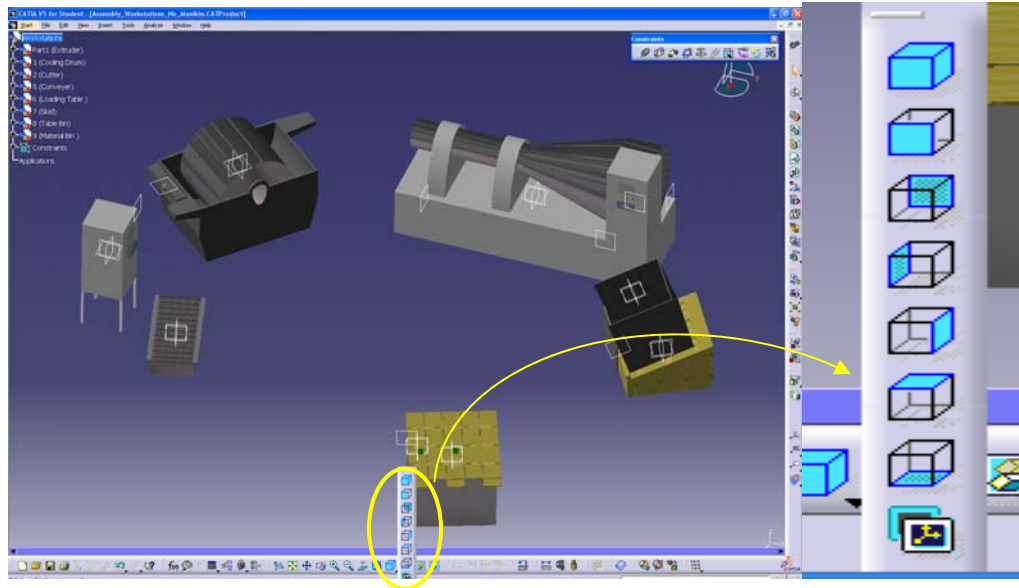 CATIA V5 for Student - [Assembly_Workstations_No_Manikin.CATProduct]
Start File Edit View Insert Tools Analyze Window Help
Workstations
Part1 (Extruder)
1 (Cooling Drum)
2 (Cutter)
5 (Conveyer)
6 (Loading Table )
7 (Skid)
8 (Table Bin)
9 (Material Bin )
Constraints
Applications
Constraints